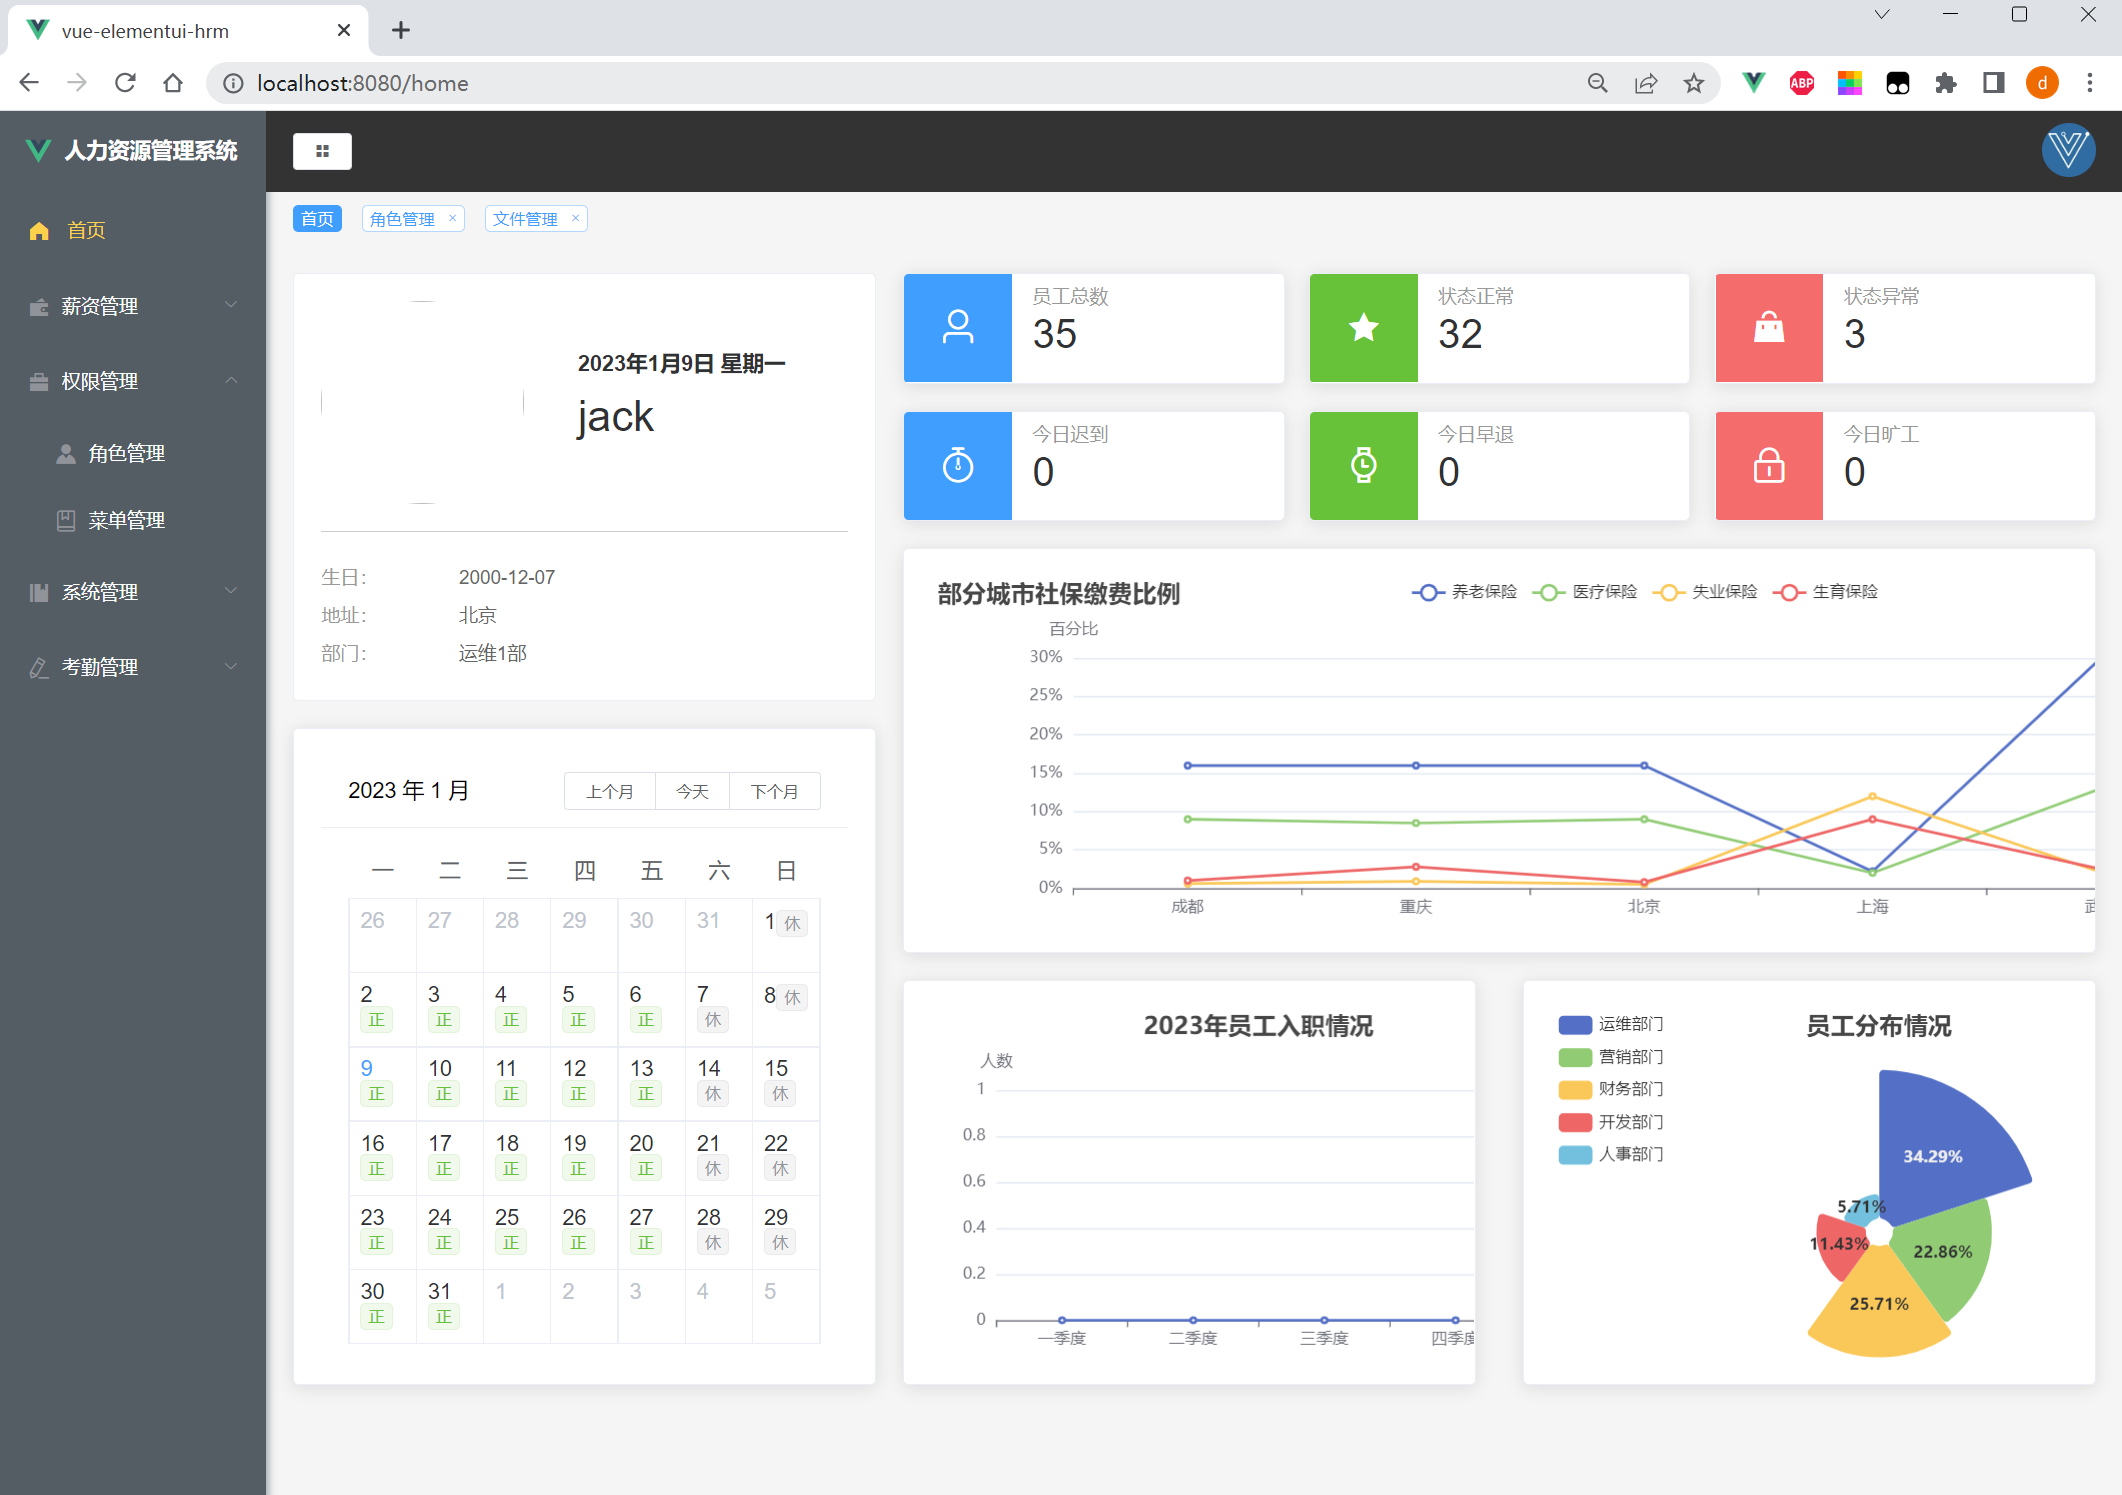 vue-elementui-hrm
localhost:8080/home
ABP
d
人力资源管理系统
首页
薪资管理
权限管理
角色管理
菜单管理
系统管理
考勤管理
首页
角色管理 ×
文件管理 ×
2023年1月9日 星期一
jack
生日: 2000-12-07
地址: 北京
部门: 运维1部
员工总数
35
状态正常
32
状态异常
3
今日迟到
0
今日早退
0
今日旷工
0
2023 年 1 月
上个月 今天 下个月
一 二 三 四 五 六 日
26 27 28 29 30 31 1 休
2 3 4 5 6 7 8 休
正 正 正 正 正 休
9 10 11 12 13 14 15
正 正 正 正 正 休 休
16 17 18 19 20 21 22
正 正 正 正 正 休 休
23 24 25 26 27 28 29
正 正 正 正 正 休 休
30 31 1 2 3 4 5
正 正
部分城市社保缴费比例
养老保险 医疗保险 失业保险 生育保险
百分比
30%
25%
20%
15%
10%
5%
0%
成都 重庆 北京 上海
2023年员工入职情况
人数
1
0.8
0.6
0.4
0.2
0
一季度 二季度 三季度 四季度
员工分布情况
运维部门
营销部门
财务部门
开发部门
人事部门
34.29%
5.71%
11.43%
22.86%
25.71%